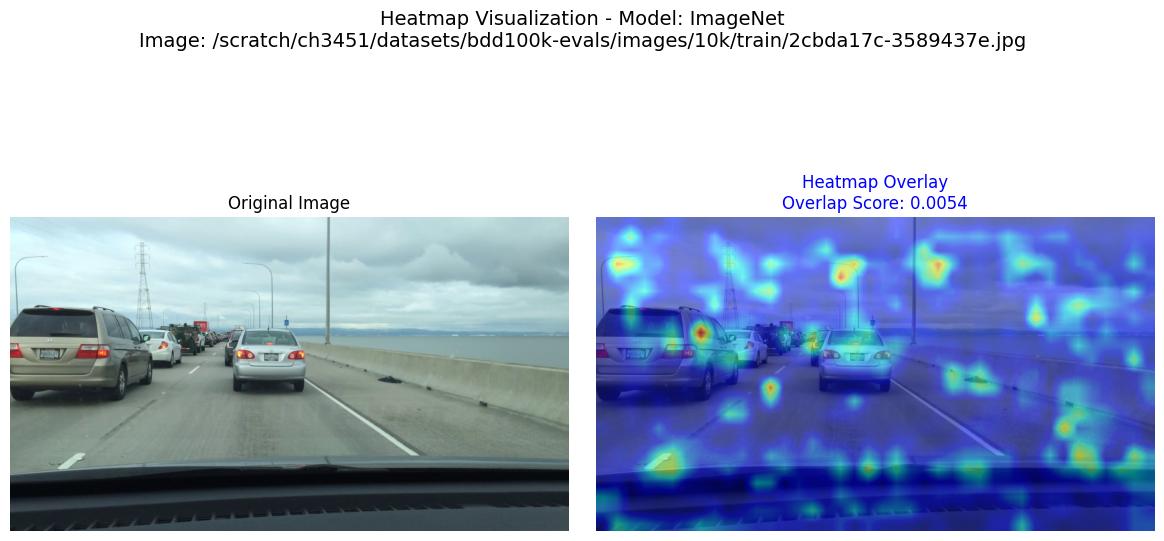 Heatmap Visualization - Model: ImageNet
Image: /scratch/ch3451/datasets/bdd100k-evals/images/10k/train/2cbda17c-3589437e.jpg
Original Image
Heatmap Overlay
Overlap Score: 0.0054